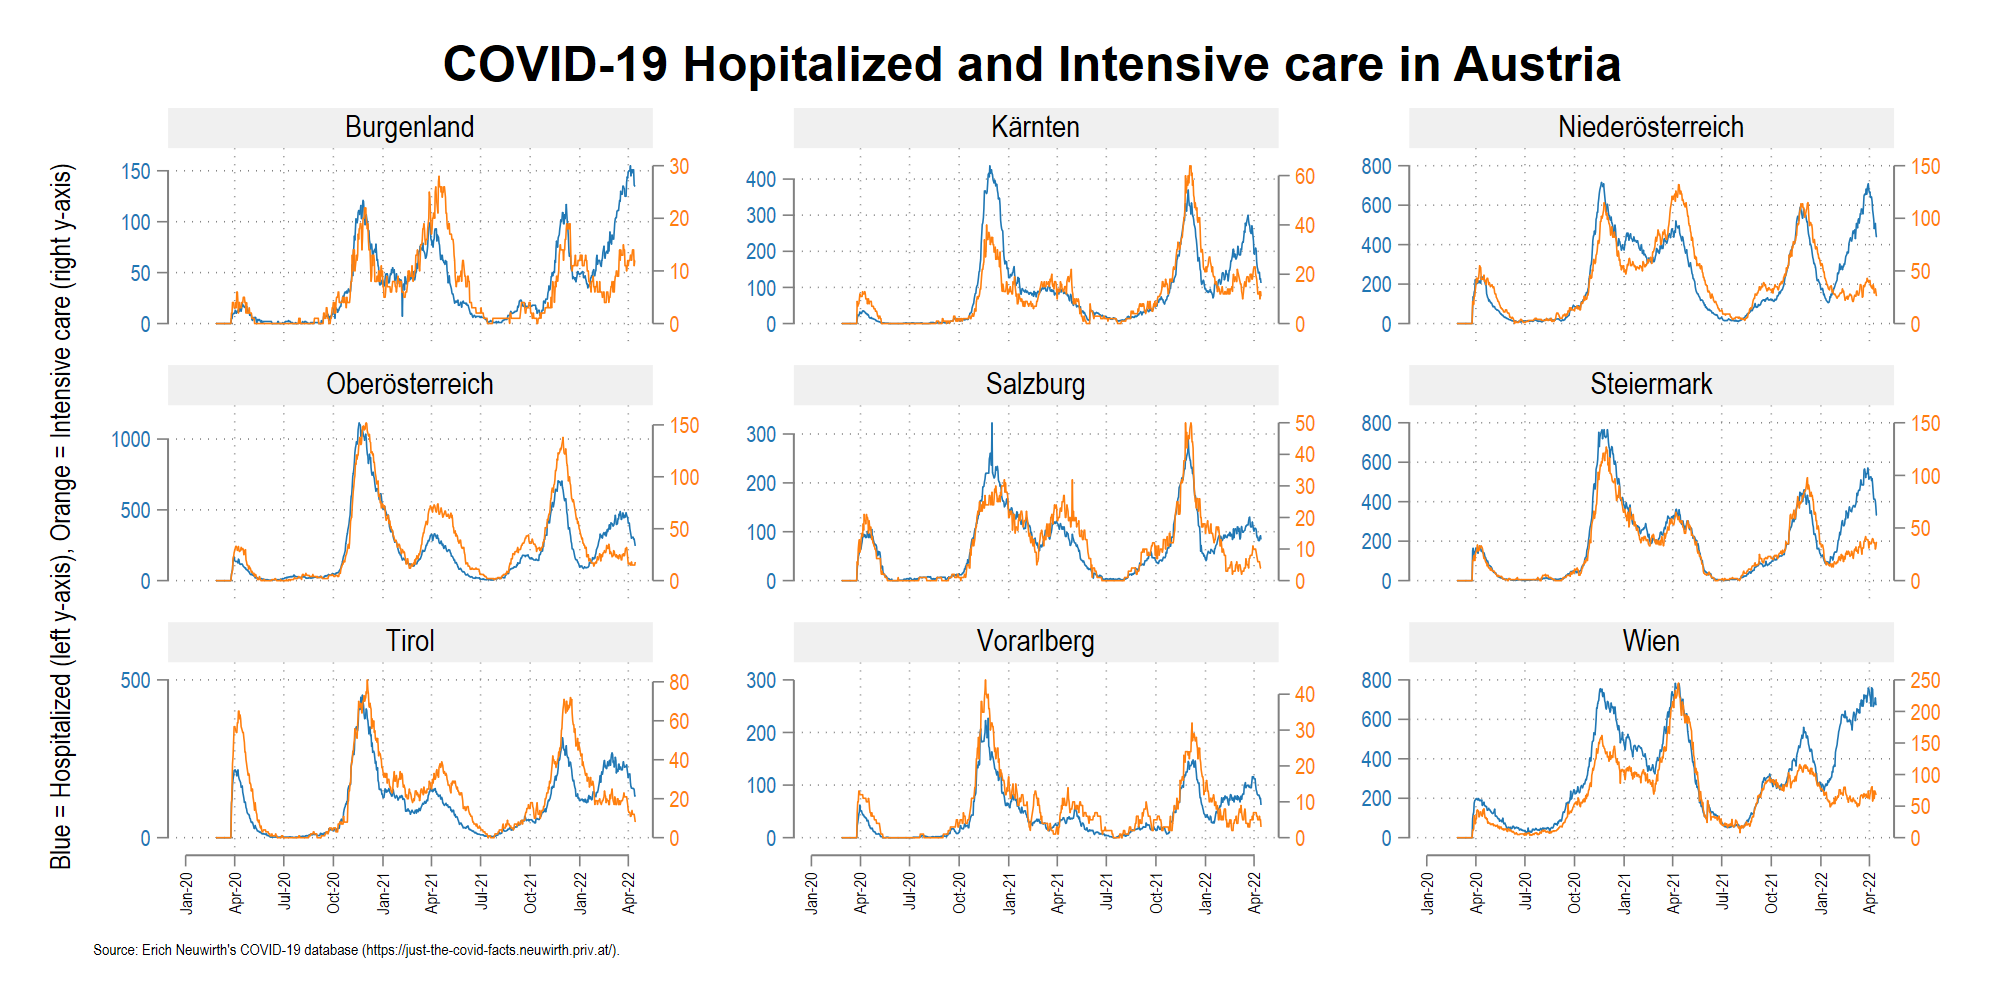 COVID-19 Hopitalized and Intensive care in Austria
Blue = Hospitalized (left y-axis), Orange = Intensive care (right y-axis)
Burgenland
150
100
50
0
30
20
10
0
Kärnten
400
300
200
100
0
60
40
20
0
Niederösterreich
800
600
400
200
0
150
100
50
0
Oberösterreich
1000
500
0
150
100
50
0
Salzburg
300
200
100
0
50
40
30
20
10
0
Steiermark
800
600
400
200
0
150
100
50
0
Tirol
500
0
80
60
40
20
0
Vorarlberg
300
200
100
0
40
30
20
10
0
Wien
800
600
400
200
0
250
200
150
100
50
0
Jan-20
Apr-20
Jul-20
Oct-20
Jan-21
Apr-21
Jul-21
Oct-21
Jan-22
Apr-22
Jan-20
Apr-20
Jul-20
Oct-20
Jan-21
Apr-21
Jul-21
Oct-21
Jan-22
Apr-22
Jan-20
Apr-20
Jul-20
Oct-20
Jan-21
Apr-21
Jul-21
Oct-21
Jan-22
Apr-22
Source: Erich Neuwirth's COVID-19 database (https://just-the-covid-facts.neuwirth.priv.at/).